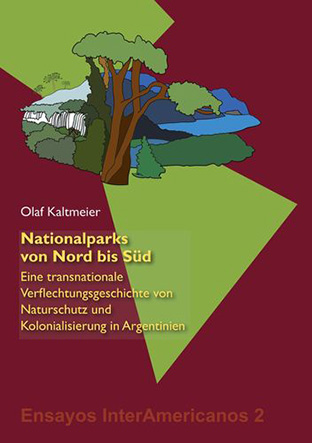 Olaf Kaltmeier
Nationalparks
von Nord bis Süd
Eine transnationale
Verflechtungsgeschichte von
Naturschutz und
Kolonialisierung in Argentinien
Ensayos InterAmericanos 2